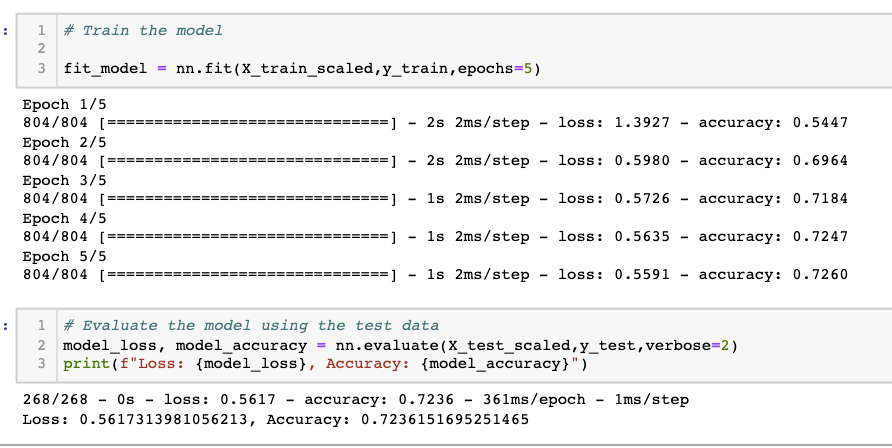 :
1 # Train the model
2
3 fit_model = nn.fit(X_train_scaled,y_train,epochs=5)
Epoch 1/5
804/804 [==============================] - 2s 2ms/step - loss: 1.3927 - accuracy: 0.5447
Epoch 2/5
804/804 [==============================] - 2s 2ms/step - loss: 0.5980 - accuracy: 0.6964
Epoch 3/5
804/804 [==============================] - 1s 2ms/step - loss: 0.5726 - accuracy: 0.7184
Epoch 4/5
804/804 [==============================] - 1s 2ms/step - loss: 0.5635 - accuracy: 0.7247
Epoch 5/5
804/804 [==============================] - 1s 2ms/step - loss: 0.5591 - accuracy: 0.7260
:
1 # Evaluate the model using the test data
2 model_loss, model_accuracy = nn.evaluate(X_test_scaled,y_test,verbose=2)
3 print(f"Loss: {model_loss}, Accuracy: {model_accuracy}")
268/268 - 0s - loss: 0.5617 - accuracy: 0.7236 - 361ms/epoch - 1ms/step
Loss: 0.5617313981056213, Accuracy: 0.7236151695251465